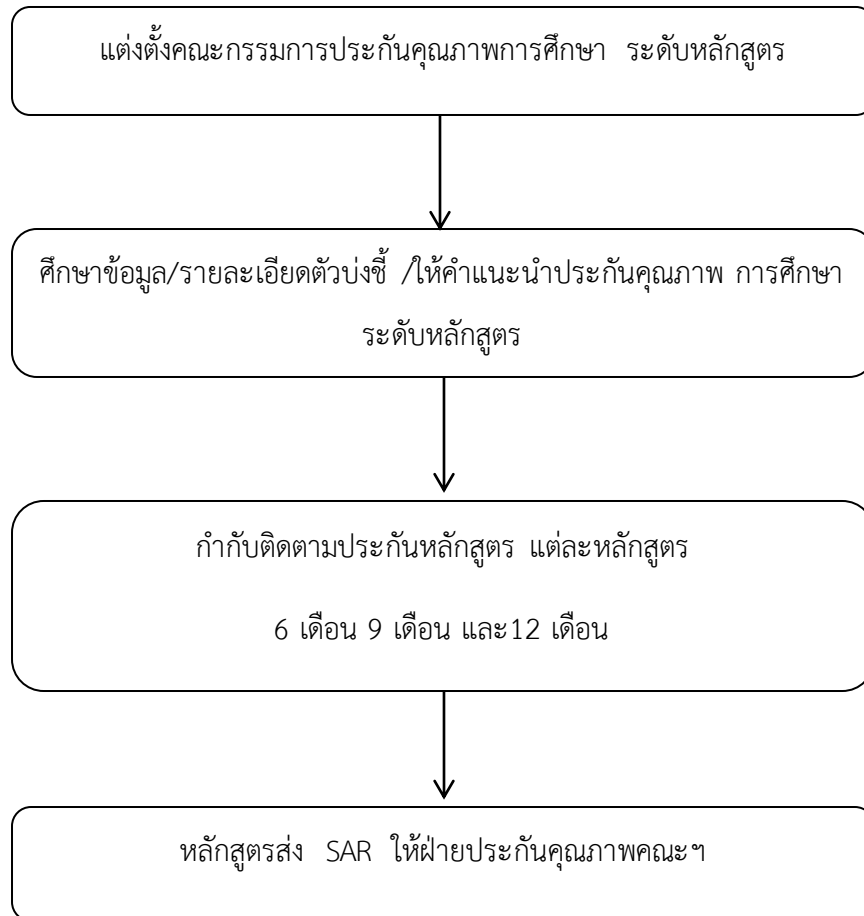 แต่งตั้งคณะกรรมการประกันคุณภาพการศึกษา ระดับหลักสูตร
ศึกษาข้อมูล/รายละเอียดตัวบ่งชี้ /ให้คำแนะนำประกันคุณภาพ การศึกษา
ระดับหลักสูตร
กำกับติดตามประกันหลักสูตร แต่ละหลักสูตร
6 เดือน 9 เดือน และ12 เดือน
หลักสูตรส่ง SAR ให้ฝ่ายประกันคุณภาพคณะฯ